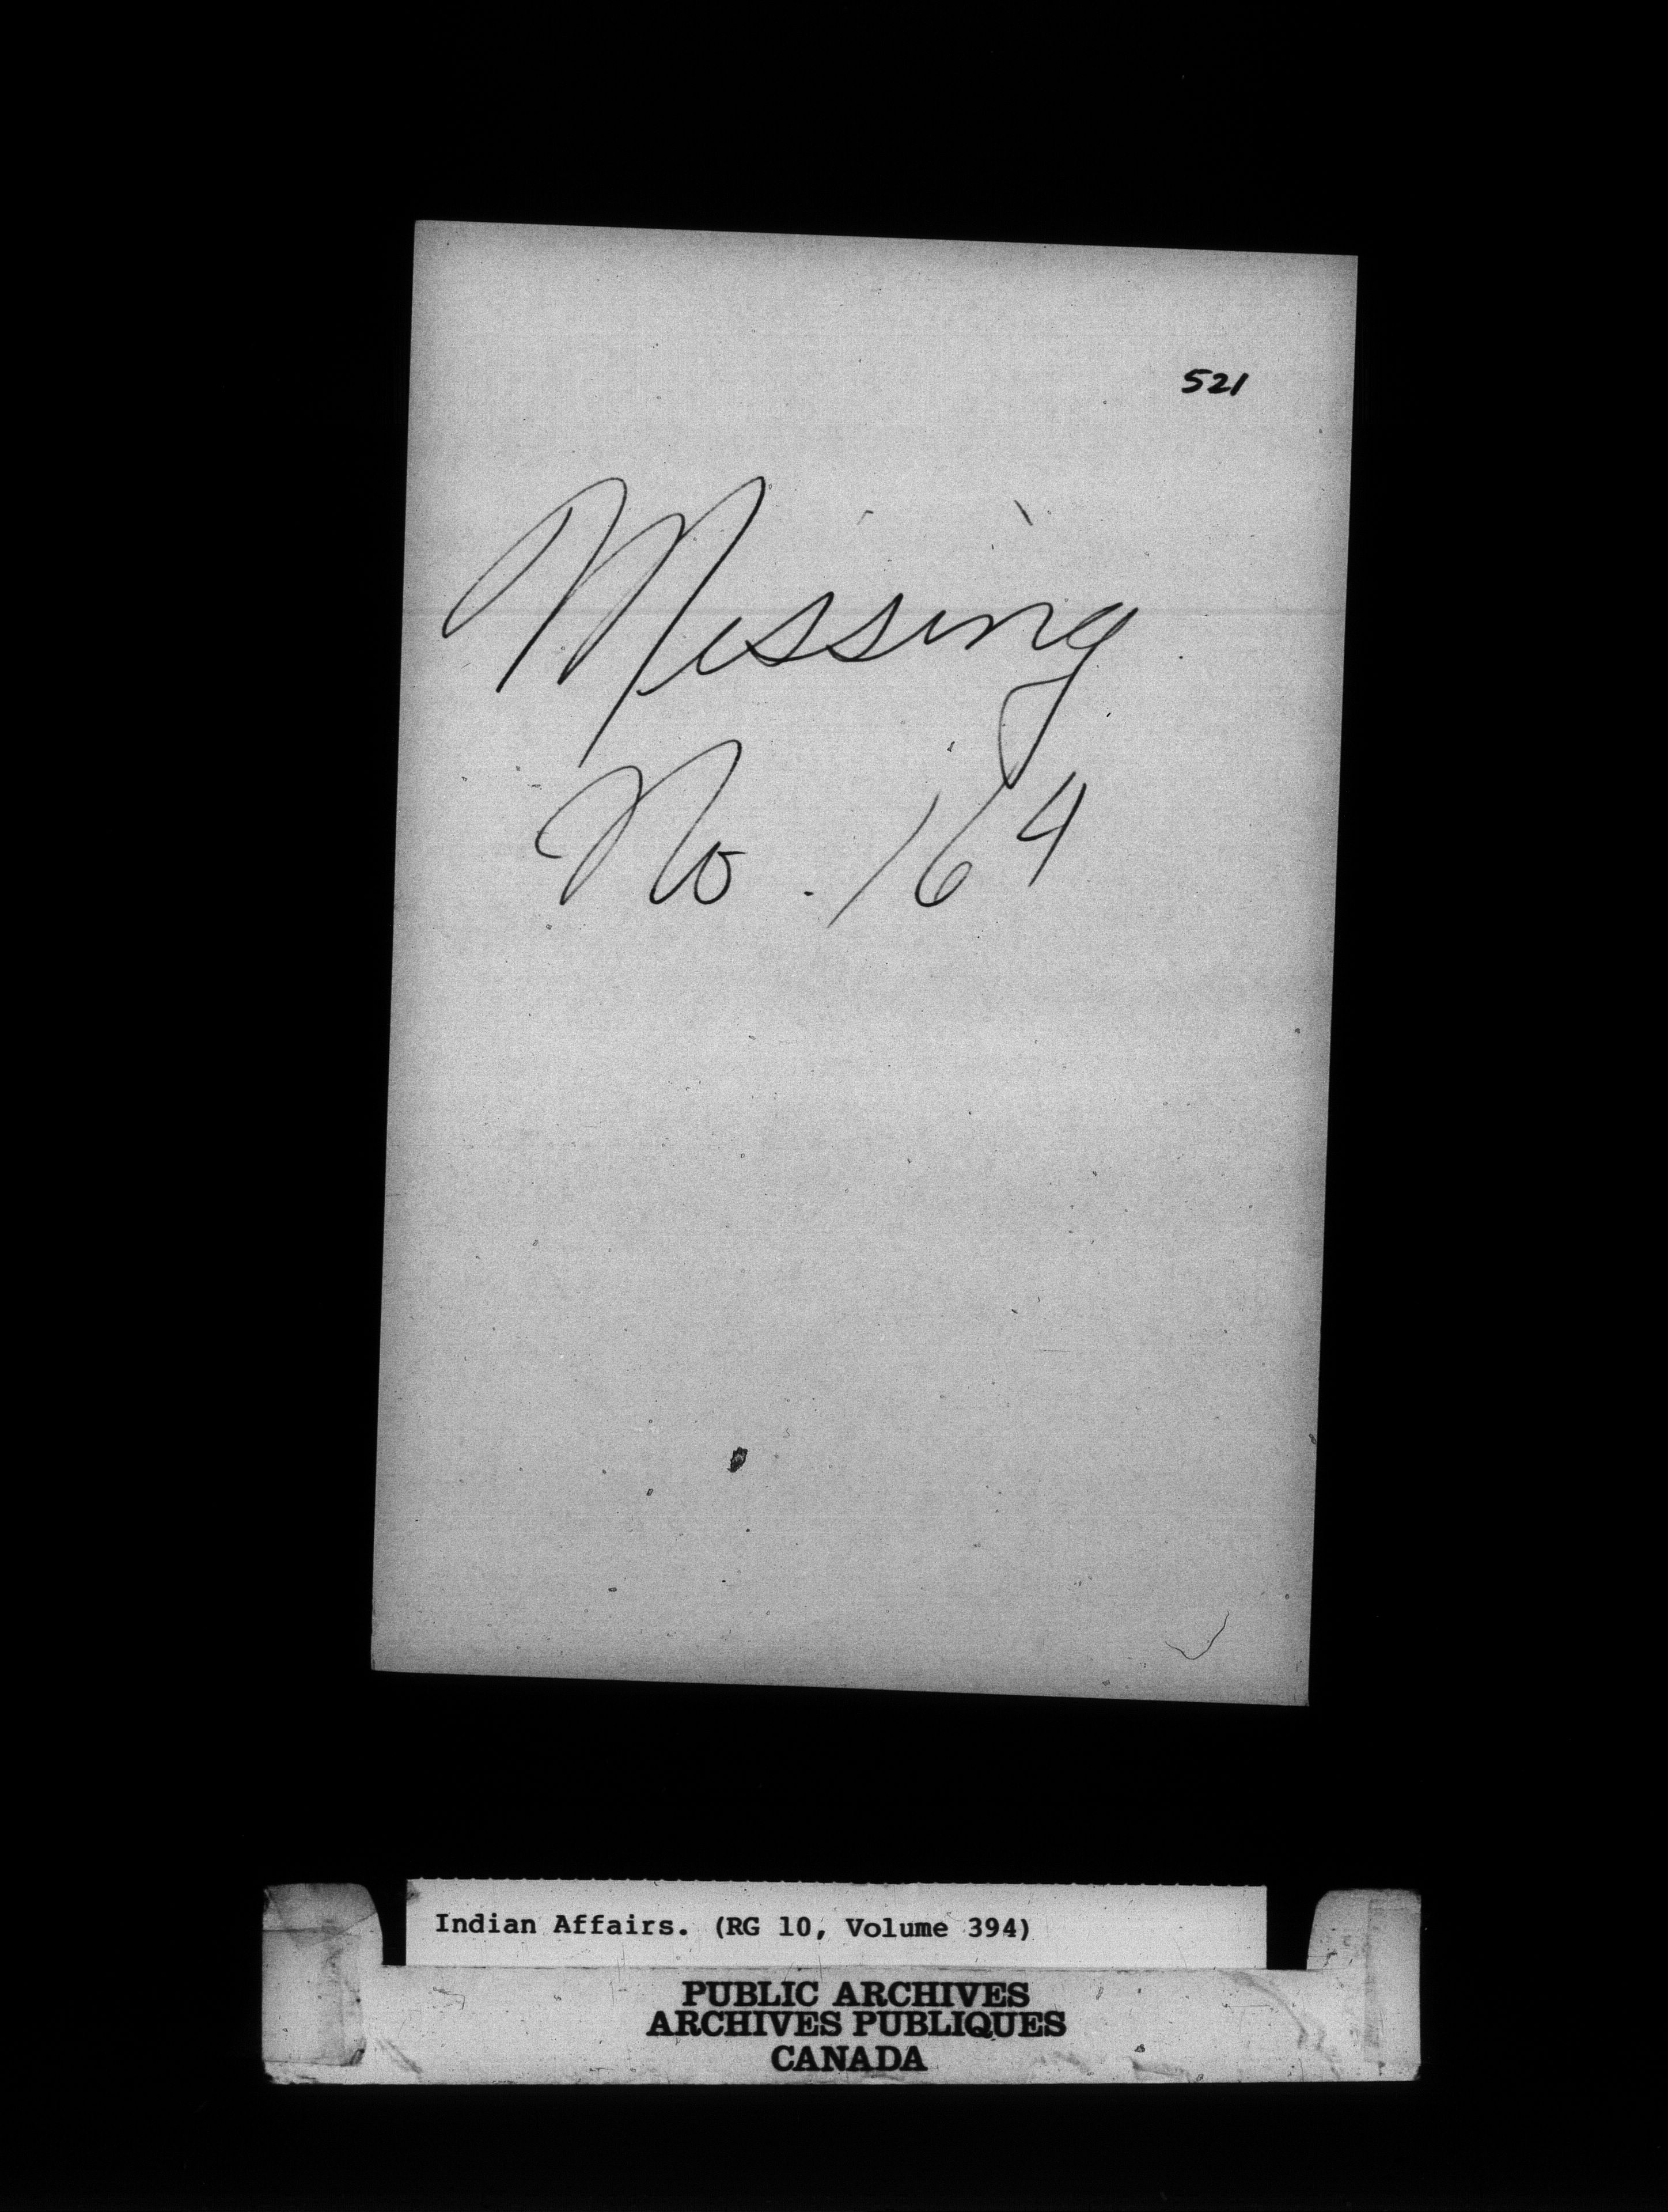 521
Missing
No. 164
Indian Affairs. (RG 10, Volume 394)
PUBLIC ARCHIVES
ARCHIVES PUBLIQUES
CANADA